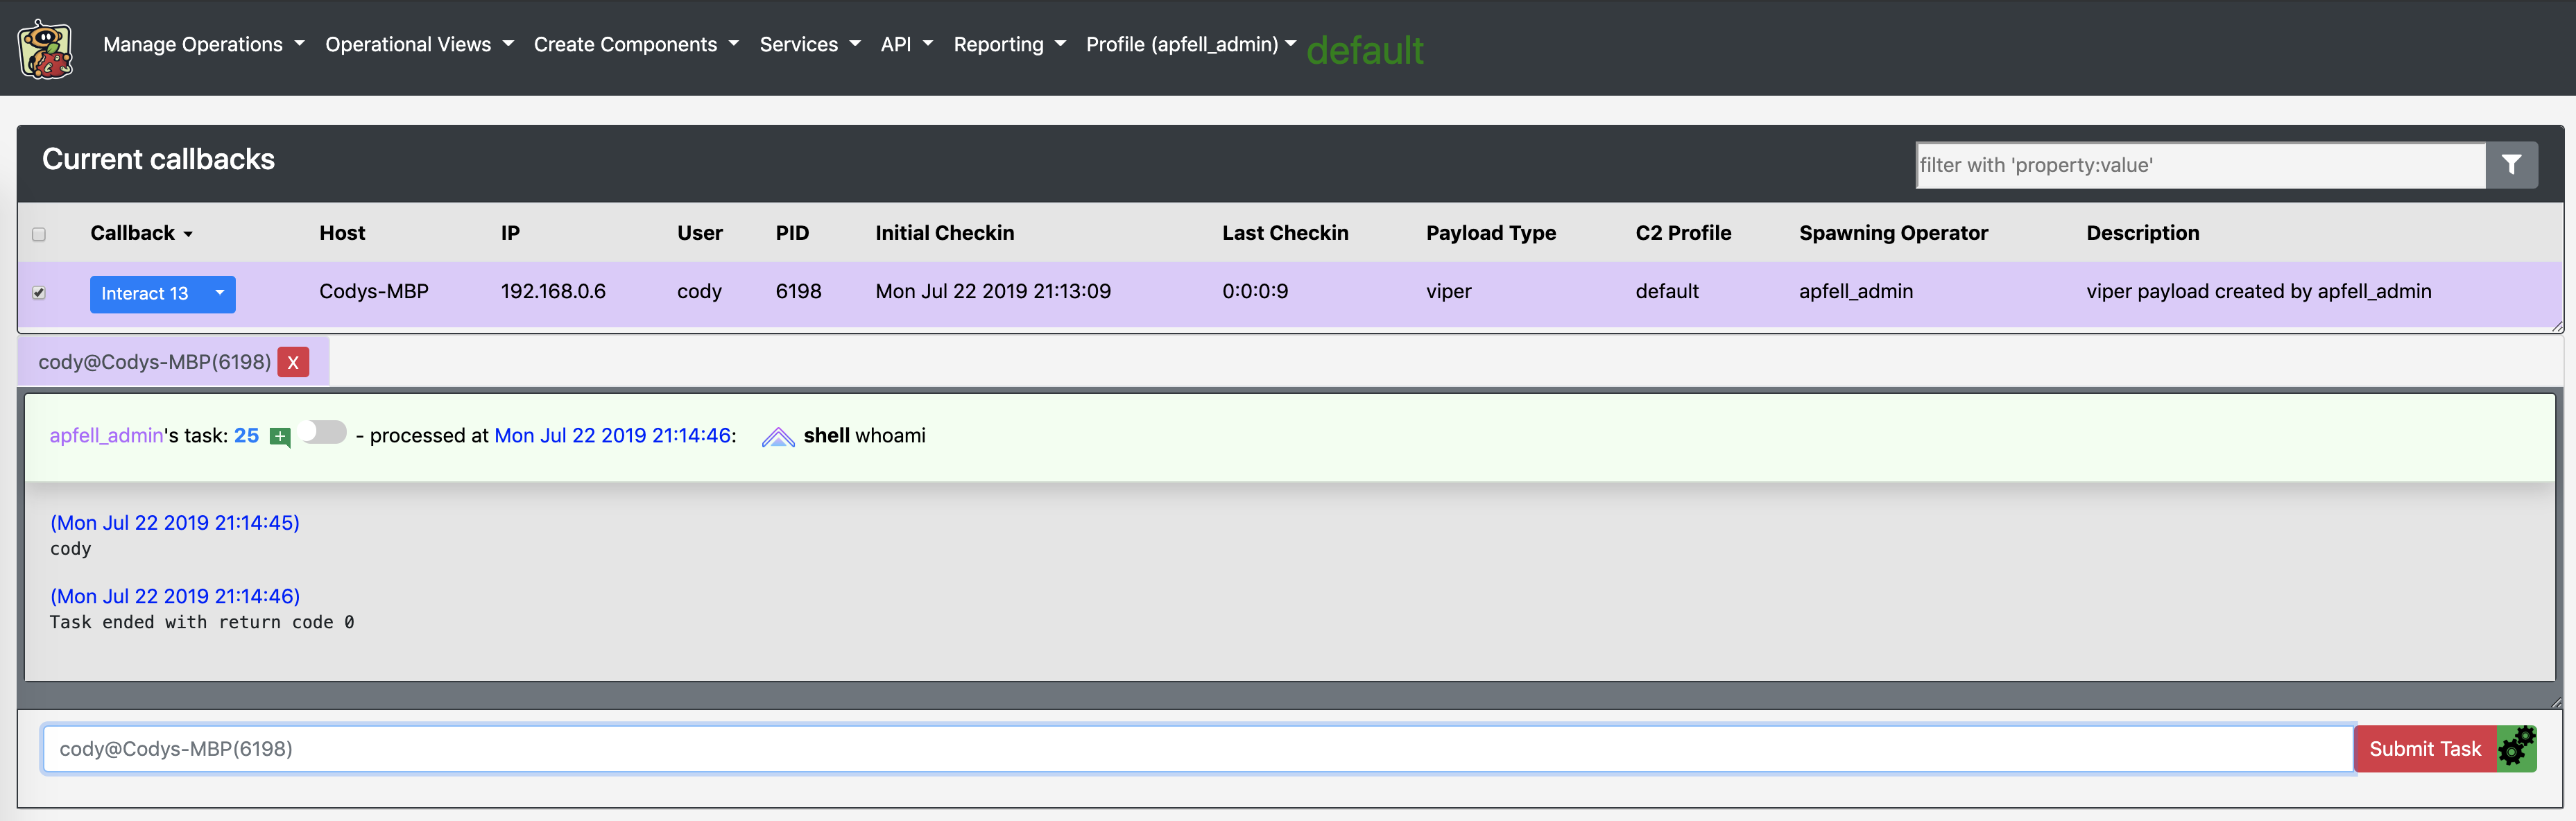 Manage Operations Operational Views Create Components Services API Reporting Profile (apfell_admin) default
Current callbacks
filter with 'property:value'
Callback Host IP User PID Initial Checkin Last Checkin Payload Type C2 Profile Spawning Operator Description
Interact 13 Codys-MBP 192.168.0.6 cody 6198 Mon Jul 22 2019 21:13:09 0:0:0:9 viper default apfell_admin viper payload created by apfell_admin
cody@Codys-MBP(6198) X
apfell_admin's task: 25 - processed at Mon Jul 22 2019 21:14:46: shell whoami
(Mon Jul 22 2019 21:14:45)
cody
(Mon Jul 22 2019 21:14:46)
Task ended with return code 0
cody@Codys-MBP(6198) Submit Task